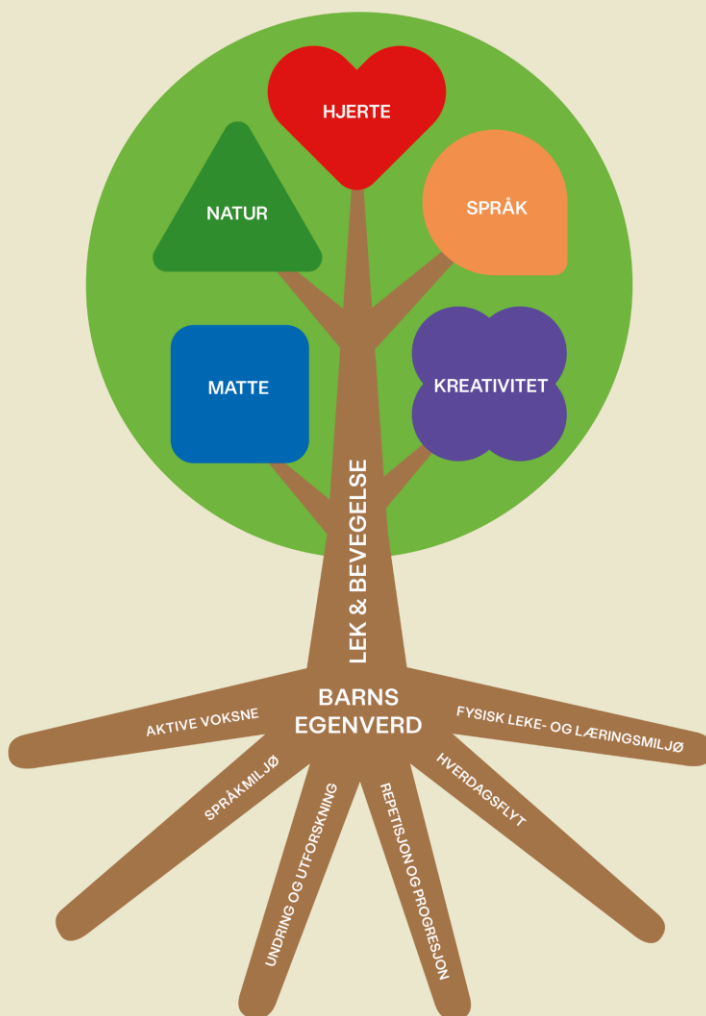 HJERTE
NATUR
SPRÅK
MATTE
KREATIVITET
LEK & BEVEGELSE
BARNS
EGENVERD
AKTIVE VOKSNE
SPRÅKMILJØ
UNDRING OG UTFORSKNING
REPETISJON OG PROGRESJON
HVERDAGSFLYT
FYSISK LEKE- OG LÆRINGSMILJØ